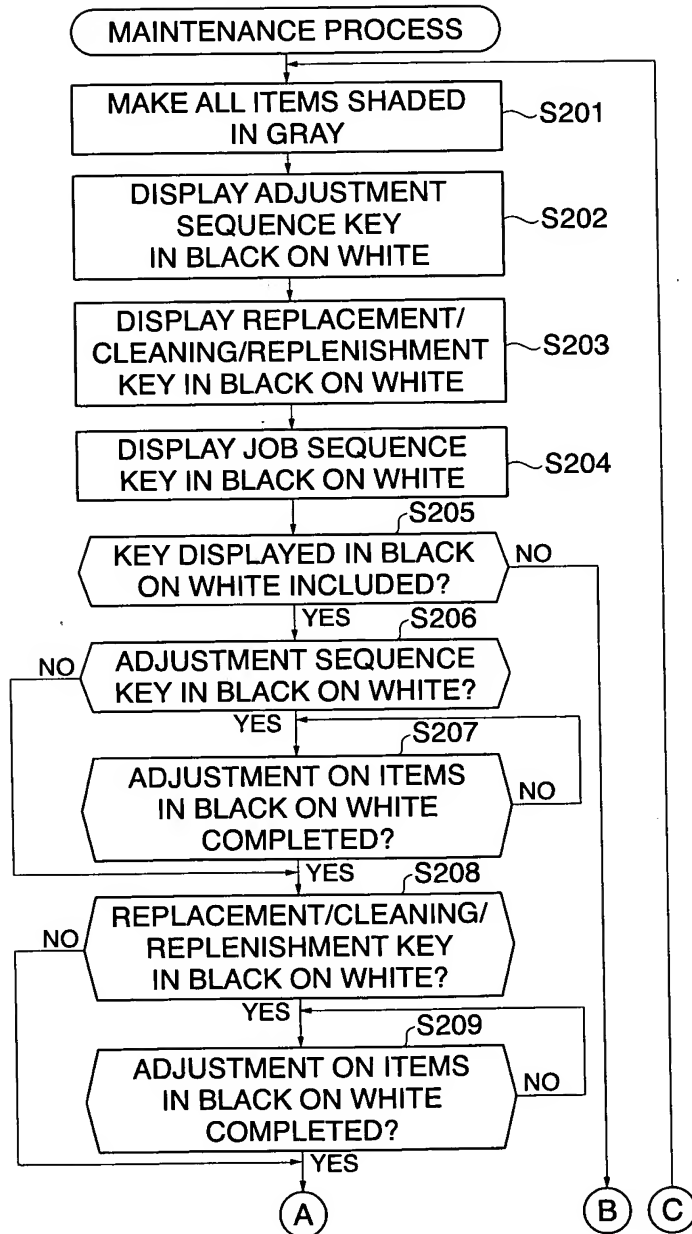 MAINTENANCE PROCESS
MAKE ALL ITEMS SHADED
IN GRAY
S201
DISPLAY ADJUSTMENT
SEQUENCE KEY
IN BLACK ON WHITE
S202
DISPLAY REPLACEMENT/
CLEANING/REPLENISHMENT
KEY IN BLACK ON WHITE
S203
DISPLAY JOB SEQUENCE
KEY IN BLACK ON WHITE
S204
S205
KEY DISPLAYED IN BLACK
ON WHITE INCLUDED?
NO
YES
S206
NO
ADJUSTMENT SEQUENCE
KEY IN BLACK ON WHITE?
YES
S207
ADJUSTMENT ON ITEMS
IN BLACK ON WHITE
COMPLETED?
NO
YES
S208
REPLACEMENT/CLEANING/
REPLENISHMENT KEY
IN BLACK ON WHITE?
NO
YES
S209
ADJUSTMENT ON ITEMS
IN BLACK ON WHITE
COMPLETED?
NO
YES
A
B
C